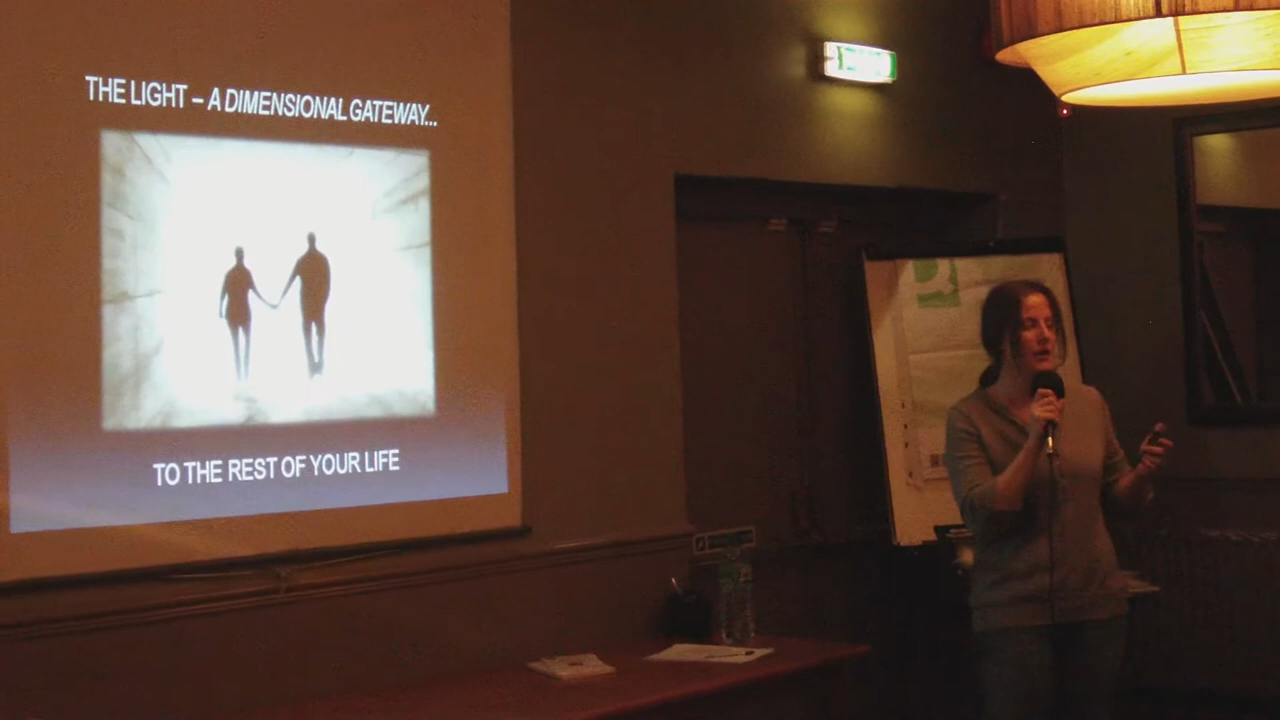 THE LIGHT – A DIMENSIONAL GATEWAY...
TO THE REST OF YOUR LIFE